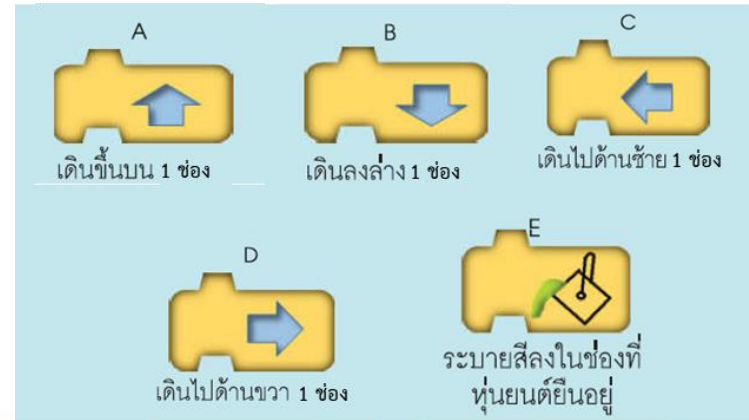 A
B
C
เดินขึ้นบน 1 ช่อง
เดินลงล่าง 1 ช่อง
เดินไปด้านซ้าย 1 ช่อง
D
E
เดินไปด้านขวา 1 ช่อง
ระบายสีลงในช่องที่
หุ่นยนต์ยืนอยู่